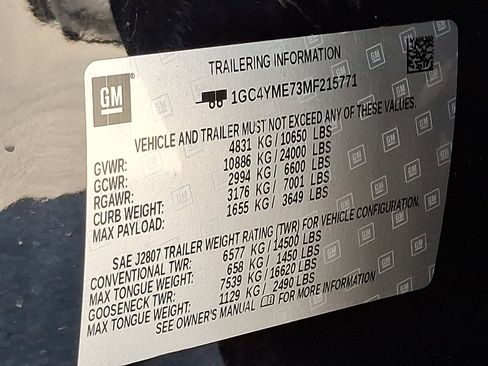 TRAILERING INFORMATION
GM
1GC4YME73MF215771
VEHICLE AND TRAILER MUST NOT EXCEED ANY OF THESE VALUES.
GVWR: 4831 KG / 10650 LBS
GCWR: 10886 KG / 24000 LBS
RGAWR: 2994 KG / 6600 LBS
CURB WEIGHT: 3176 KG / 7001 LBS
MAX PAYLOAD: 1655 KG / 3649 LBS
SAE J2807 TRAILER WEIGHT RATING (TWR) FOR VEHICLE CONFIGURATION.
CONVENTIONAL TWR: 6577 KG / 14500 LBS
MAX TONGUE WEIGHT: 658 KG / 1450 LBS
GOOSENECK TWR: 7539 KG / 16620 LBS
MAX TONGUE WEIGHT: 1129 KG / 2490 LBS
SEE OWNER'S MANUAL FOR MORE INFORMATION